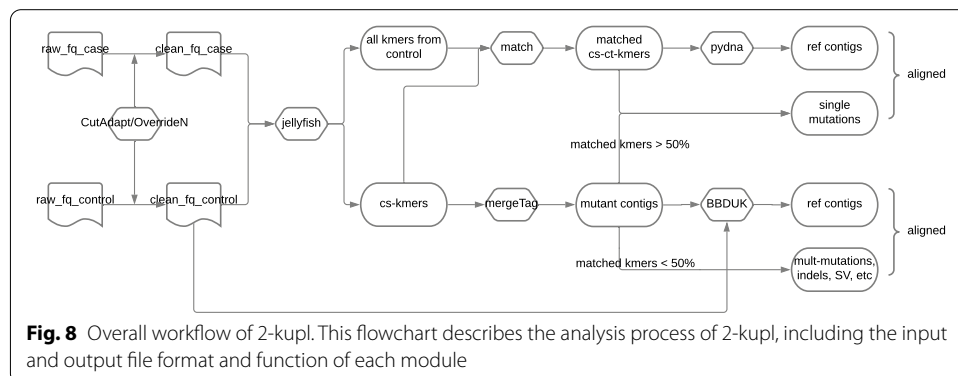 raw_fq_case
clean_fq_case
all kmers from
control
match
matched
cs-ct-kmers
pydna
ref contigs
aligned
single
mutations
CutAdapt/OverrideN
jellyfish
matched kmers > 50%
raw_fq_control
clean_fq_control
cs-kmers
mergeTag
mutant contigs
BBDUK
ref contigs
aligned
matched kmers < 50%
mult-mutations,
indels, SV, etc
Fig. 8 Overall workflow of 2-kupl. This flowchart describes the analysis process of 2-kupl, including the input
and output file format and function of each module